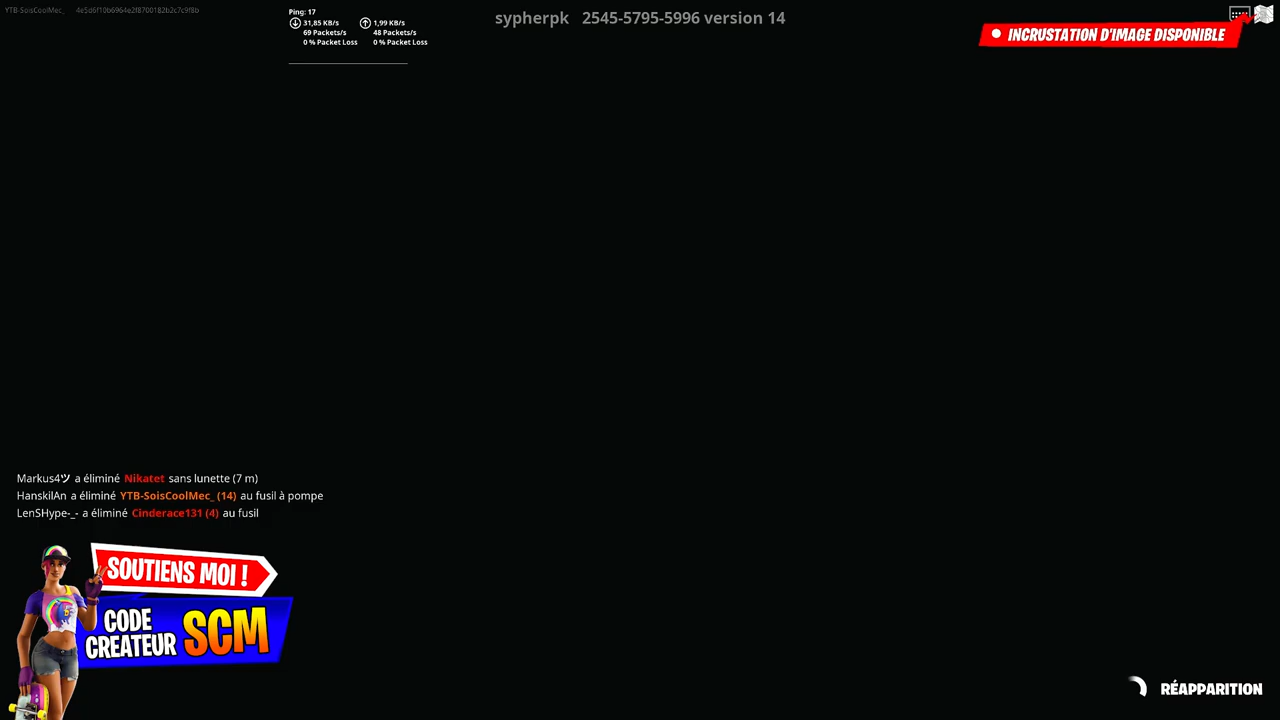 YTB-SoisCoolMec_
Ping: 17
31,85 KB/s 1,99 KB/s
69 Packets/s 48 Packets/s
0 % Packet Loss 0 % Packet Loss
sypherpk 2545-5795-5996 version 14
INCRUSTATION D'IMAGE DISPONIBLE
Markus4ツ a éliminé Nikatet sans lunette (7 m)
HanskilAn a éliminé YTB-SoisCoolMec_ (14) au fusil à pompe
LenSHype-_- a éliminé Cinderace131 (4) au fusil
SOUTIENS MOI !
CODE
CREATEUR SCM
RÉAPPARITION